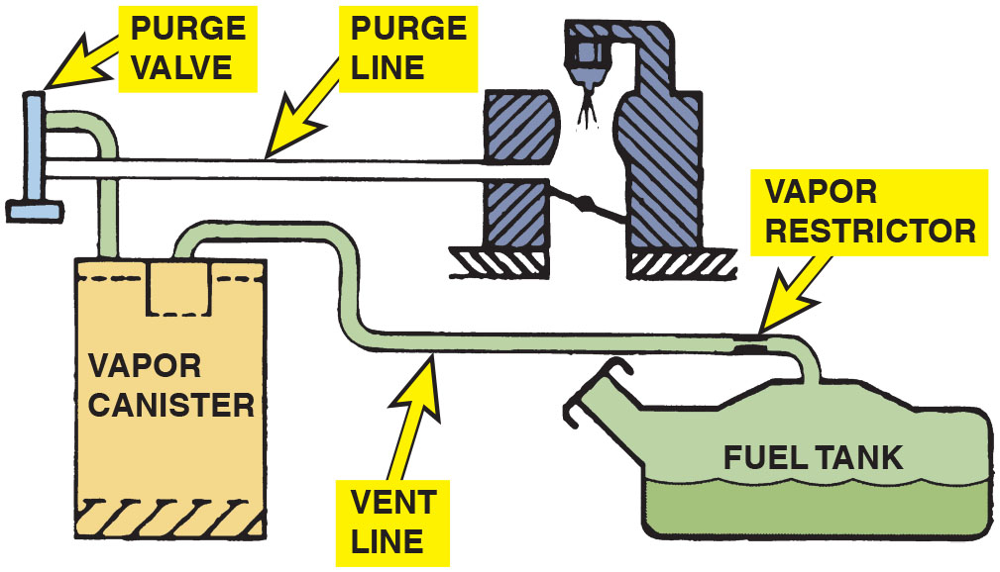 PURGE
VALVE
PURGE
LINE
VAPOR
RESTRICTOR
VAPOR
CANISTER
VENT
LINE
FUEL TANK